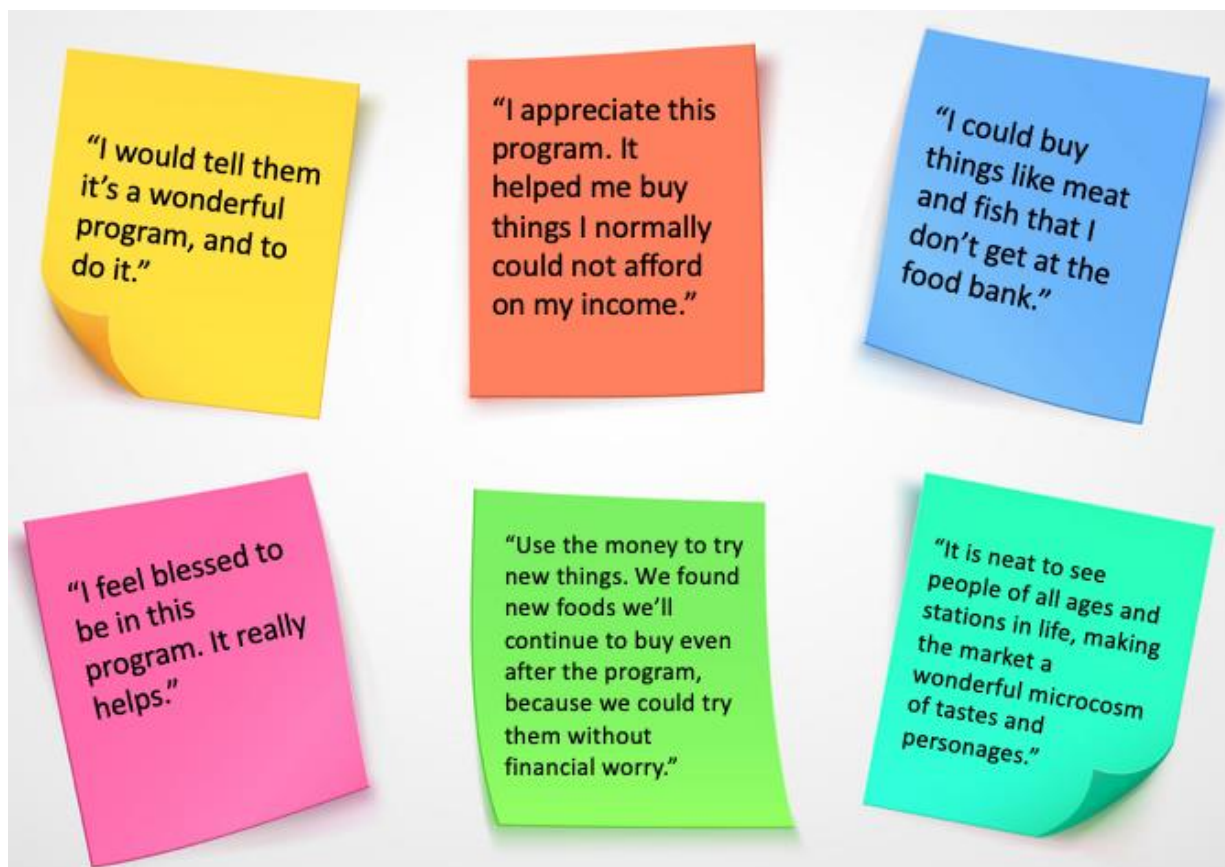 “I would tell them
it’s a wonderful
program, and to
do it.”
“I appreciate this
program. It
helped me buy
things I normally
could not afford
on my income.”
“I could buy
things like meat
and fish that I
don’t get at the
food bank.”
“I feel blessed to
be in this
program. It really
helps.”
“Use the money to try
new things. We found
new foods we’ll
continue to buy even
after the program,
because we could try
them without
financial worry.”
“It is neat to see
people of all ages and
stations in life, making
the market a
wonderful microcosm
of tastes and
personages.”